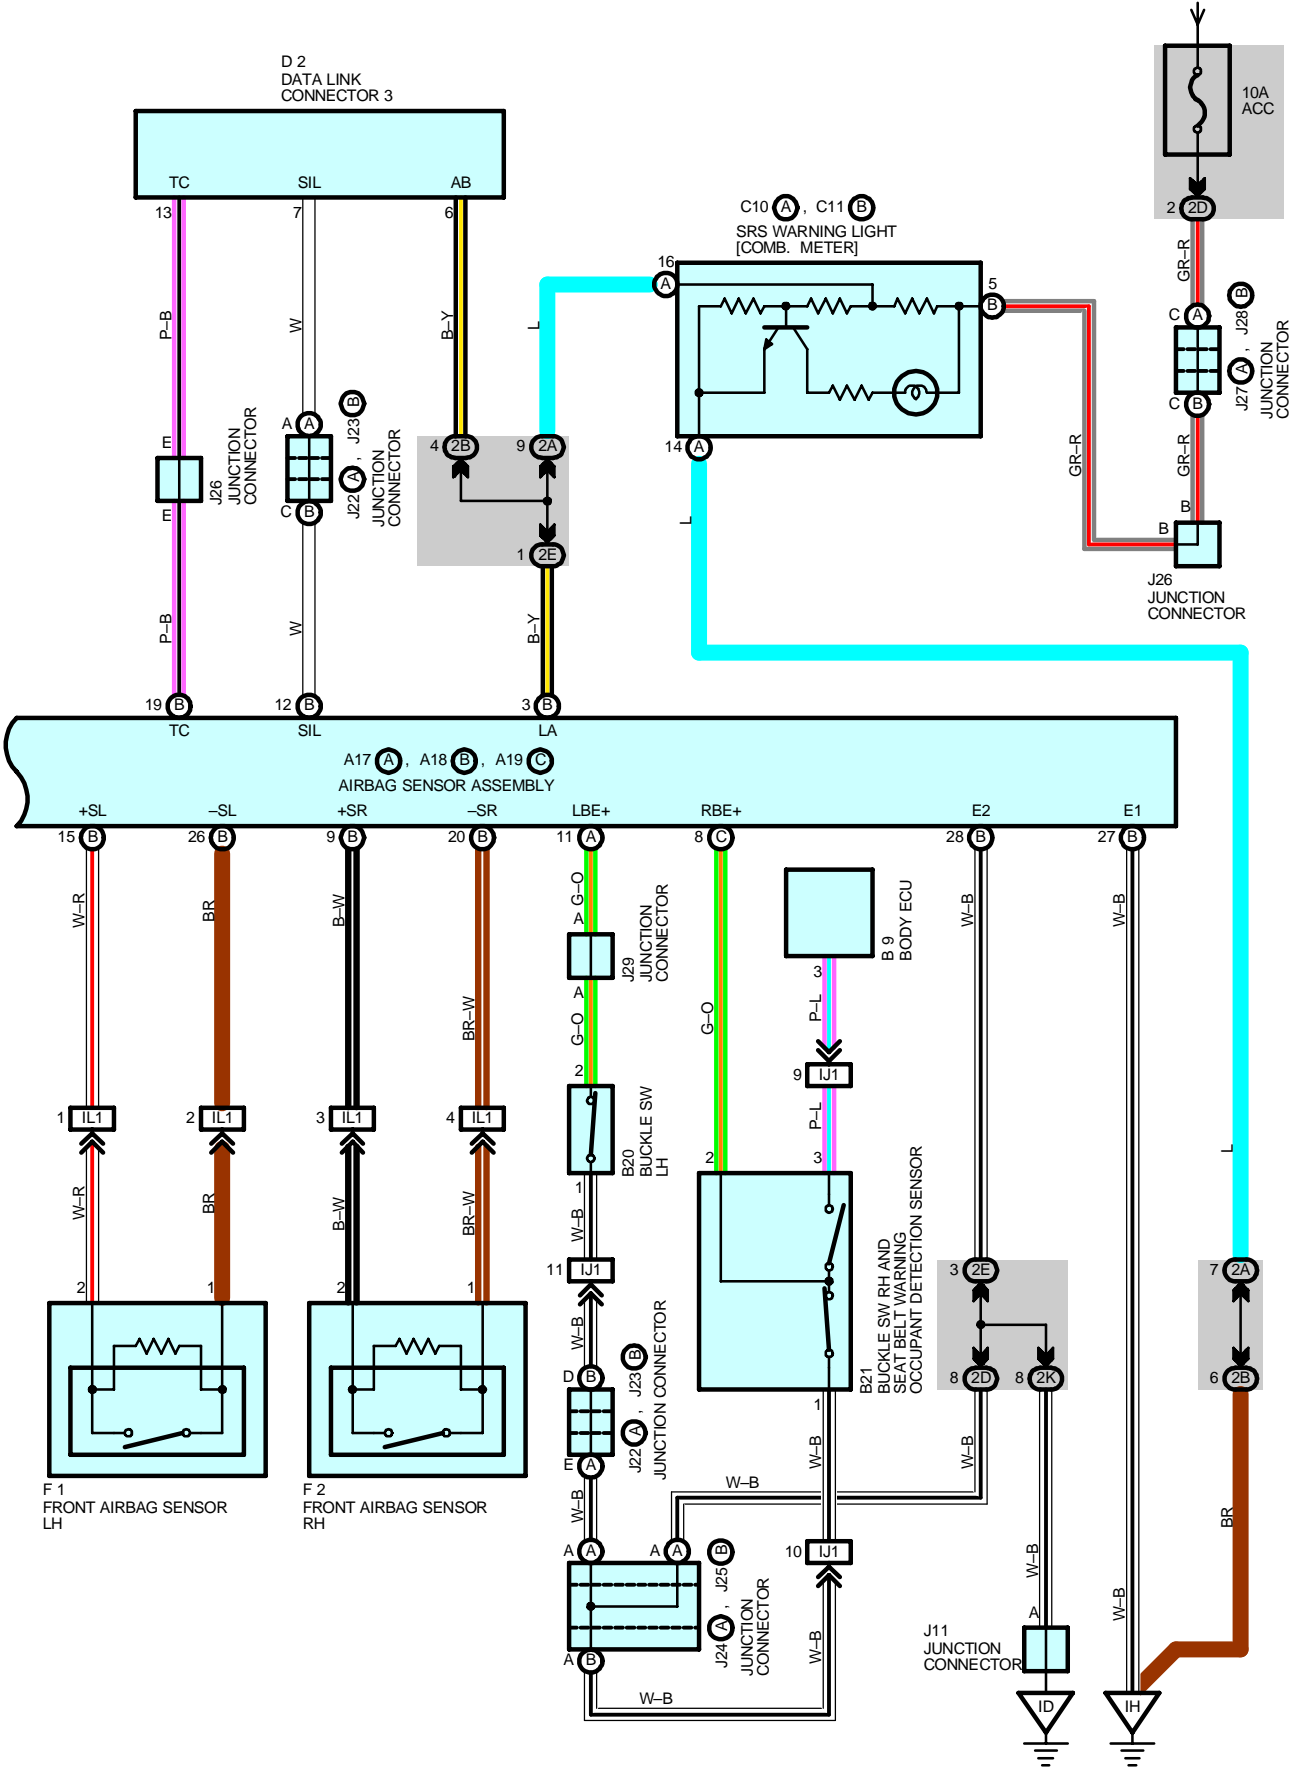 D 2
DATA LINK
CONNECTOR 3
TC
SIL
AB
13
7
6
P–B
W
B–Y
L
E
E
J26
JUNCTION
CONNECTOR
A
A
C
B
J22 A , J23 B
JUNCTION
CONNECTOR
4
2B
9
2A
1
2E
P–B
W
B–Y
C10 A , C11 B
SRS WARNING LIGHT
[COMB. METER]
16
A
5
B
14
A
L
GR–R
10A
ACC
2
2D
GR–R
C
A
C
B
J27 A , J28 B
JUNCTION
CONNECTOR
GR–R
B
B
J26
JUNCTION
CONNECTOR
19
B
12
B
3
B
TC
SIL
LA
A17 A , A18 B , A19 C
AIRBAG SENSOR ASSEMBLY
+SL
–SL
+SR
–SR
LBE+
RBE+
E2
E1
15
B
26
B
9
B
20
B
11
A
8
C
28
B
27
B
W–R
BR
B–W
BR–W
G–O
A
J29
JUNCTION
CONNECTOR
A
G–O
G–O
B 9
BODY ECU
3
P–L
9
IJ1
P–L
W–B
W–B
1
IL1
2
IL1
3
IL1
4
IL1
W–R
BR
B–W
BR–W
2
1
2
1
2
B20
BUCKLE SW
LH
1
W–B
11
IJ1
W–B
2
3
B21
BUCKLE SW RH AND
SEAT BELT WARNING
OCCUPANT DETECTION SENSOR
1
L
3
2E
8
2D
8
2K
7
2A
6
2B
F 1
FRONT AIRBAG SENSOR
LH
F 2
FRONT AIRBAG SENSOR
RH
D
B
E
A
J22 A , J23 B
JUNCTION CONNECTOR
W–B
W–B
W–B
W–B
W–B
BR
A
A
A
A
A
B
J24 A , J25 B
JUNCTION
CONNECTOR
10
IJ1
W–B
W–B
W–B
A
J11
JUNCTION
CONNECTOR
W–B
ID
IH